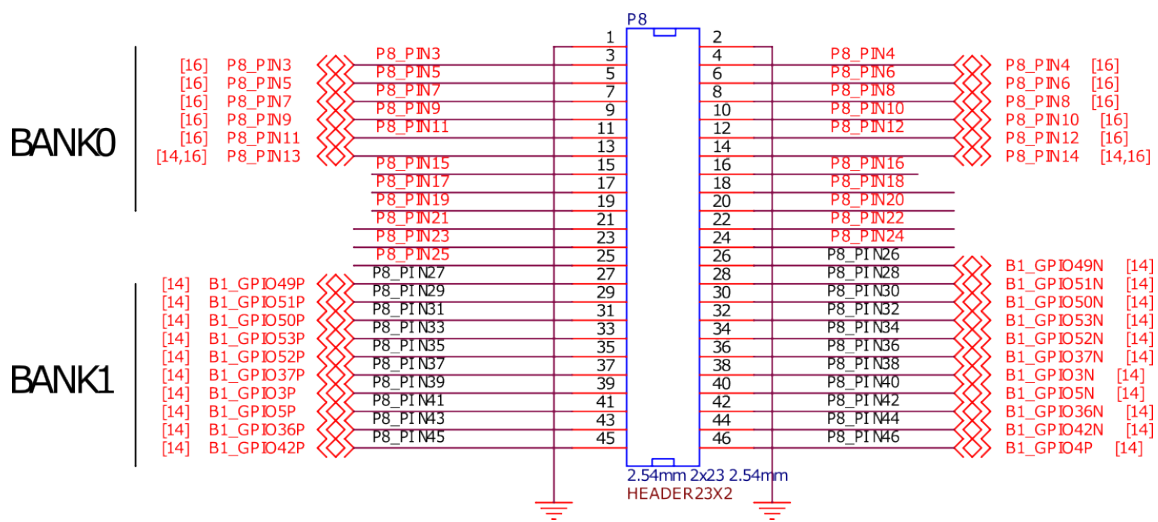 P8
1 2
[16] P8_PIN3 P8_PIN3 3 4 P8_PIN4 P8_PIN4 [16]
[16] P8_PIN5 P8_PIN5 5 6 P8_PIN6 P8_PIN6 [16]
[16] P8_PIN7 P8_PIN7 7 8 P8_PIN8 P8_PIN8 [16]
[16] P8_PIN9 P8_PIN9 9 10 P8_PIN10 P8_PIN10 [16]
BANK0
[16] P8_PIN11 P8_PIN11 11 12 P8_PIN12 P8_PIN12 [16]
[14,16] P8_PIN13 13 14 P8_PIN14 [14,16]
P8_PIN15 15 16 P8_PIN16
P8_PIN17 17 18 P8_PIN18
P8_PIN19 19 20 P8_PIN20
P8_PIN21 21 22 P8_PIN22
P8_PIN23 23 24 P8_PIN24
P8_PIN25 25 26 P8_PIN26 B1_GPIO49N [14]
[14] B1_GPIO49P P8_PIN27 27 28 P8_PIN28 B1_GPIO51N [14]
[14] B1_GPIO51P P8_PIN29 29 30 P8_PIN30 B1_GPIO50N [14]
[14] B1_GPIO50P P8_PIN31 31 32 P8_PIN32 B1_GPIO53N [14]
[14] B1_GPIO53P P8_PIN33 33 34 P8_PIN34 B1_GPIO52N [14]
[14] B1_GPIO52P P8_PIN35 35 36 P8_PIN36 B1_GPIO37N [14]
BANK1
[14] B1_GPIO37P P8_PIN37 37 38 P8_PIN38 B1_GPIO3N [14]
[14] B1_GPIO3P P8_PIN39 39 40 P8_PIN40 B1_GPIO5N [14]
[14] B1_GPIO5P P8_PIN41 41 42 P8_PIN42 B1_GPIO36N [14]
[14] B1_GPIO36P P8_PIN43 43 44 P8_PIN44 B1_GPIO42N [14]
[14] B1_GPIO42P P8_PIN45 45 46 P8_PIN46 B1_GPIO4P [14]
2.54mm 2x23 2.54mm
HEADER23X2